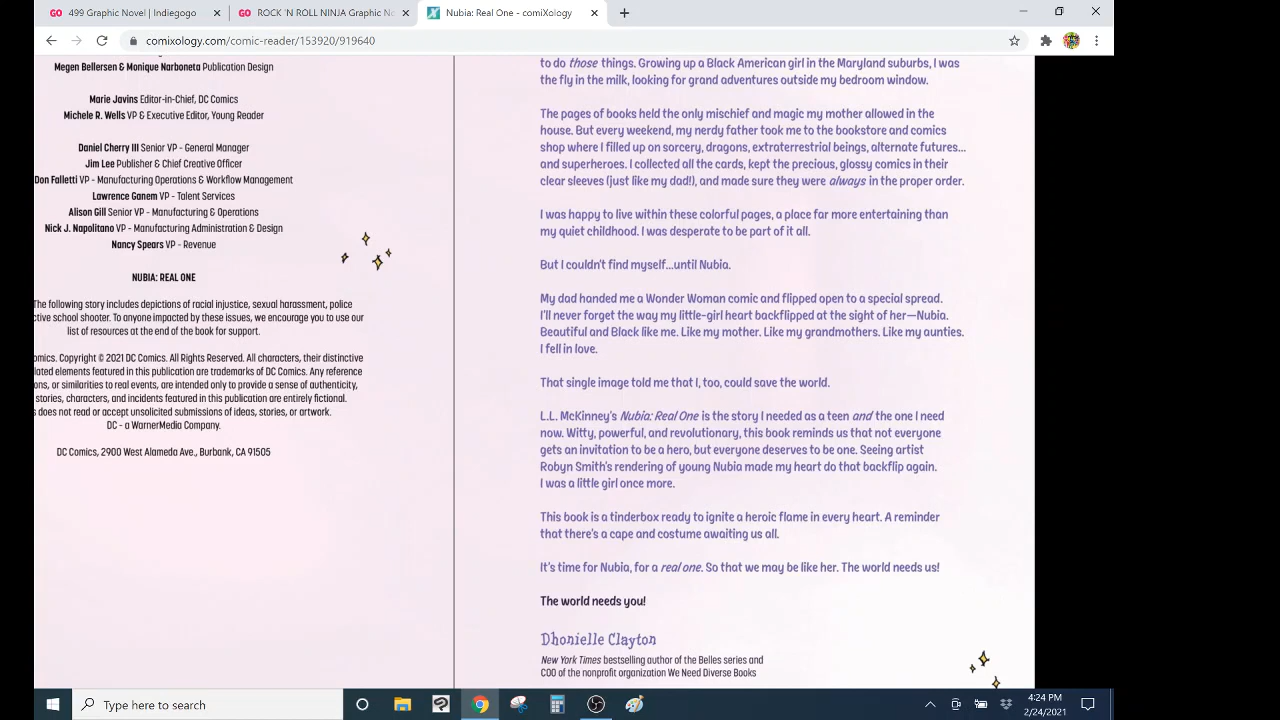 499 Graphic Novel | Indiegogo
ROCK 'N ROLL NINJA Graphic N
Nubia: Real One - comiXology
comixology.com/comic-reader/153920/919640
Megen Bellersen & Monique Narboneta Publication Design
Marie Javins Editor-in-Chief, DC Comics
Michele R. Wells VP & Executive Editor, Young Reader
Daniel Cherry III Senior VP - General Manager
Jim Lee Publisher & Chief Creative Officer
Don Falletti VP - Manufacturing Operations & Workflow Management
Lawrence Ganem VP - Talent Services
Alison Gill Senior VP - Manufacturing & Operations
Nick J. Napolitano VP - Manufacturing Administration & Design
Nancy Spears VP - Revenue
NUBIA: REAL ONE
The following story includes depictions of racial injustice, sexual harassment, police
ctive school shooter. To anyone impacted by these issues, we encourage you to use our
list of resources at the end of the book for support.
omics. Copyright © 2021 DC Comics. All Rights Reserved. All characters, their distinctive
lated elements featured in this publication are trademarks of DC Comics. Any reference
ons, or similarities to real events, are intended only to provide a sense of authenticity,
stories, characters, and incidents featured in this publication are entirely fictional.
s does not read or accept unsolicited submissions of ideas, stories, or artwork.
DC - a WarnerMedia Company.
DC Comics, 2900 West Alameda Ave., Burbank, CA 91505
to do those things. Growing up a Black American girl in the Maryland suburbs, I was
the fly in the milk, looking for grand adventures outside my bedroom window.
The pages of books held the only mischief and magic my mother allowed in the
house. But every weekend, my nerdy father took me to the bookstore and comics
shop where I filled up on sorcery, dragons, extraterrestrial beings, alternate futures...
and superheroes. I collected all the cards, kept the precious, glossy comics in their
clear sleeves (just like my dad!), and made sure they were always in the proper order.
I was happy to live within these colorful pages, a place far more entertaining than
my quiet childhood. I was desperate to be part of it all.
But I couldn't find myself...until Nubia.
My dad handed me a Wonder Woman comic and flipped open to a special spread.
I'll never forget the way my little-girl heart backflipped at the sight of her—Nubia.
Beautiful and Black like me. Like my mother. Like my grandmothers. Like my aunties.
I fell in love.
That single image told me that I, too, could save the world.
L.L. McKinney's Nubia: Real One is the story I needed as a teen and the one I need
now. Witty, powerful, and revolutionary, this book reminds us that not everyone
gets an invitation to be a hero, but everyone deserves to be one. Seeing artist
Robyn Smith's rendering of young Nubia made my heart do that backflip again.
I was a little girl once more.
This book is a tinderbox ready to ignite a heroic flame in every heart. A reminder
that there's a cape and costume awaiting us all.
It's time for Nubia, for a real one. So that we may be like her. The world needs us!
The world needs you!
Dhonielle Clayton
New York Times bestselling author of the Belles series and
COO of the nonprofit organization We Need Diverse Books
Type here to search
4:24 PM
2/24/2021